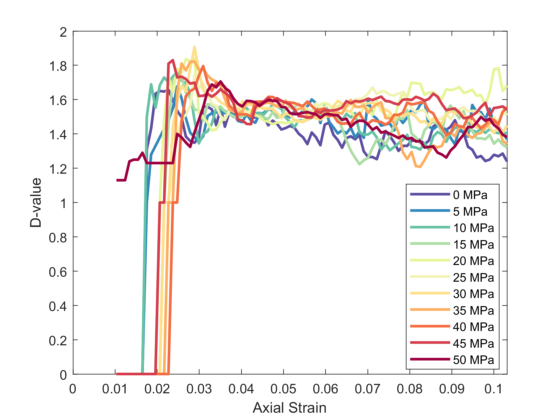 2
1.8
1.6
1.4
1.2
1
0.8
0.6
0.4
0.2
0
D-value
0 MPa
5 MPa
10 MPa
15 MPa
20 MPa
25 MPa
30 MPa
35 MPa
40 MPa
45 MPa
50 MPa
0 0.01 0.02 0.03 0.04 0.05 0.06 0.07 0.08 0.09 0.1
Axial Strain